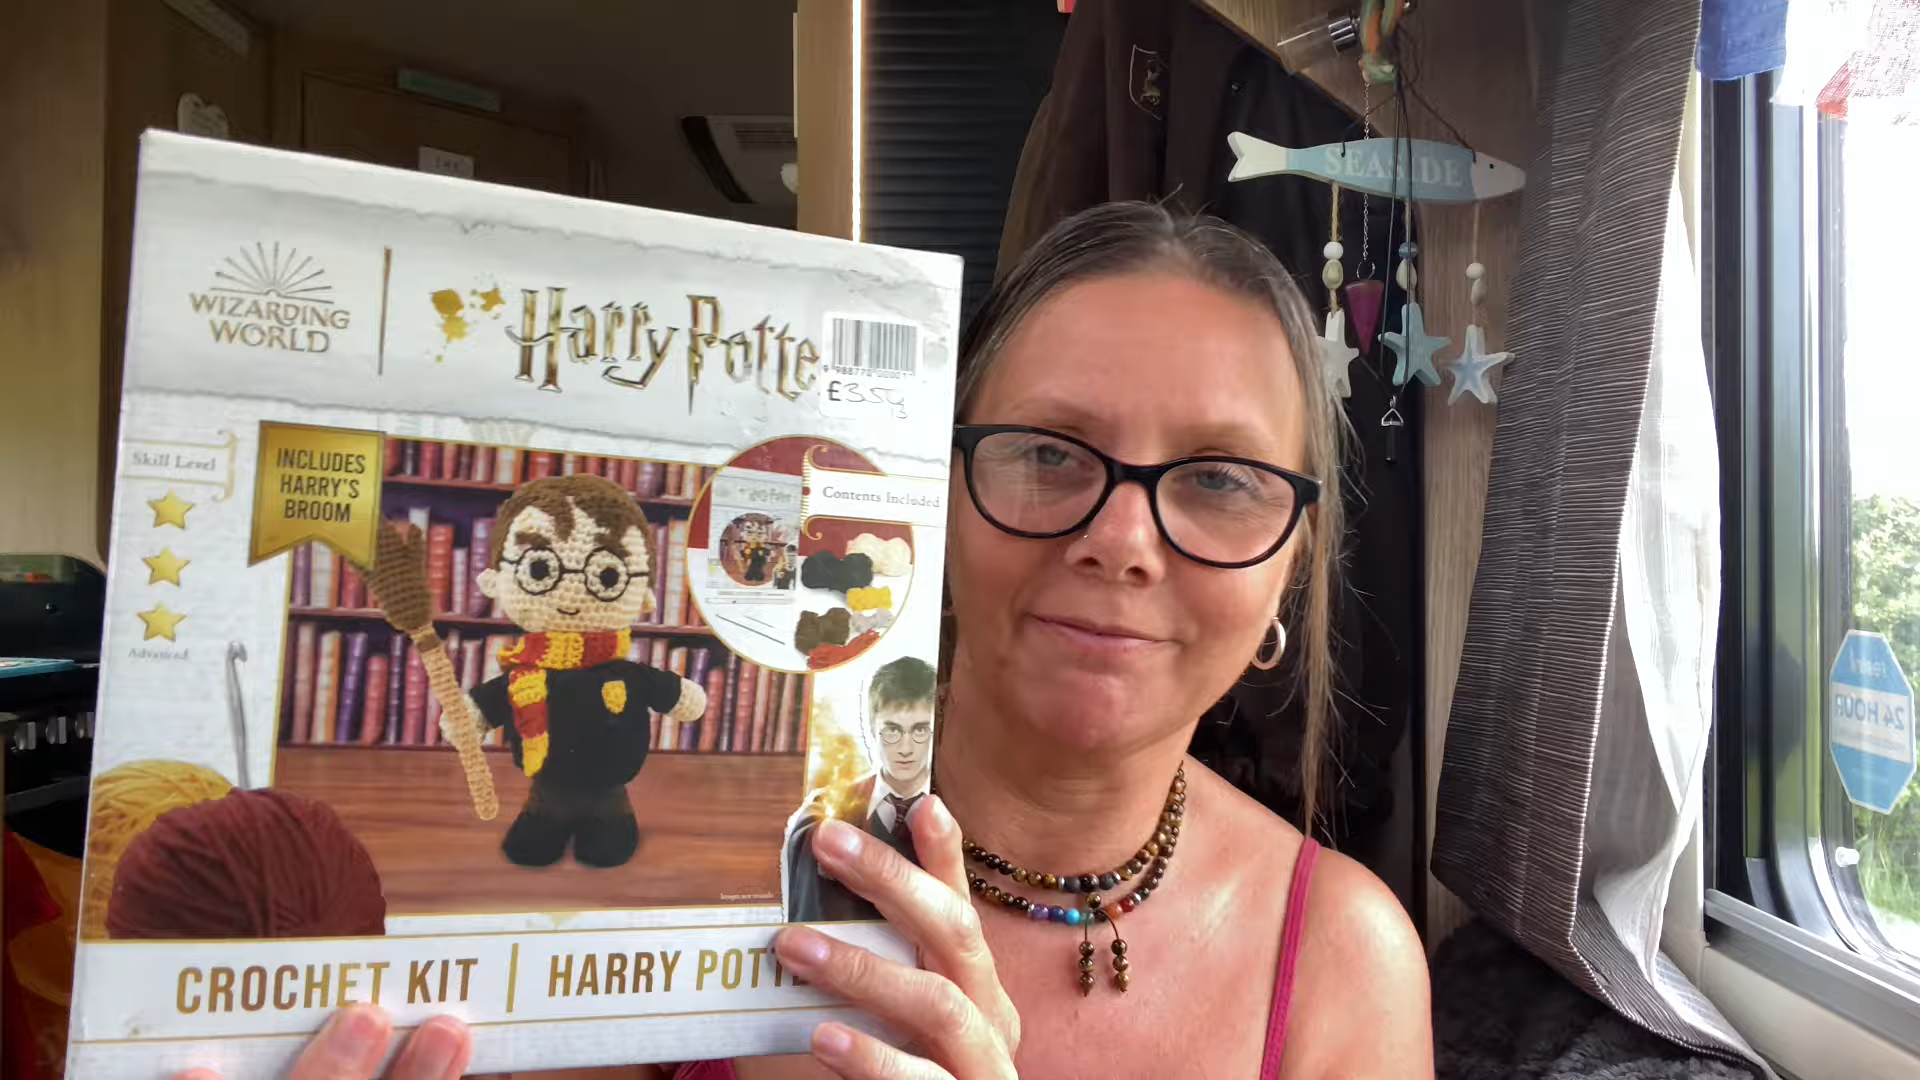 SEASIDE
WIZARDING
WORLD
Harry Potte
£3.50
Skill Level
INCLUDES
HARRY'S
BROOM
Contents Included
Advanced
24 HOUR
CROCHET KIT | HARRY POTT